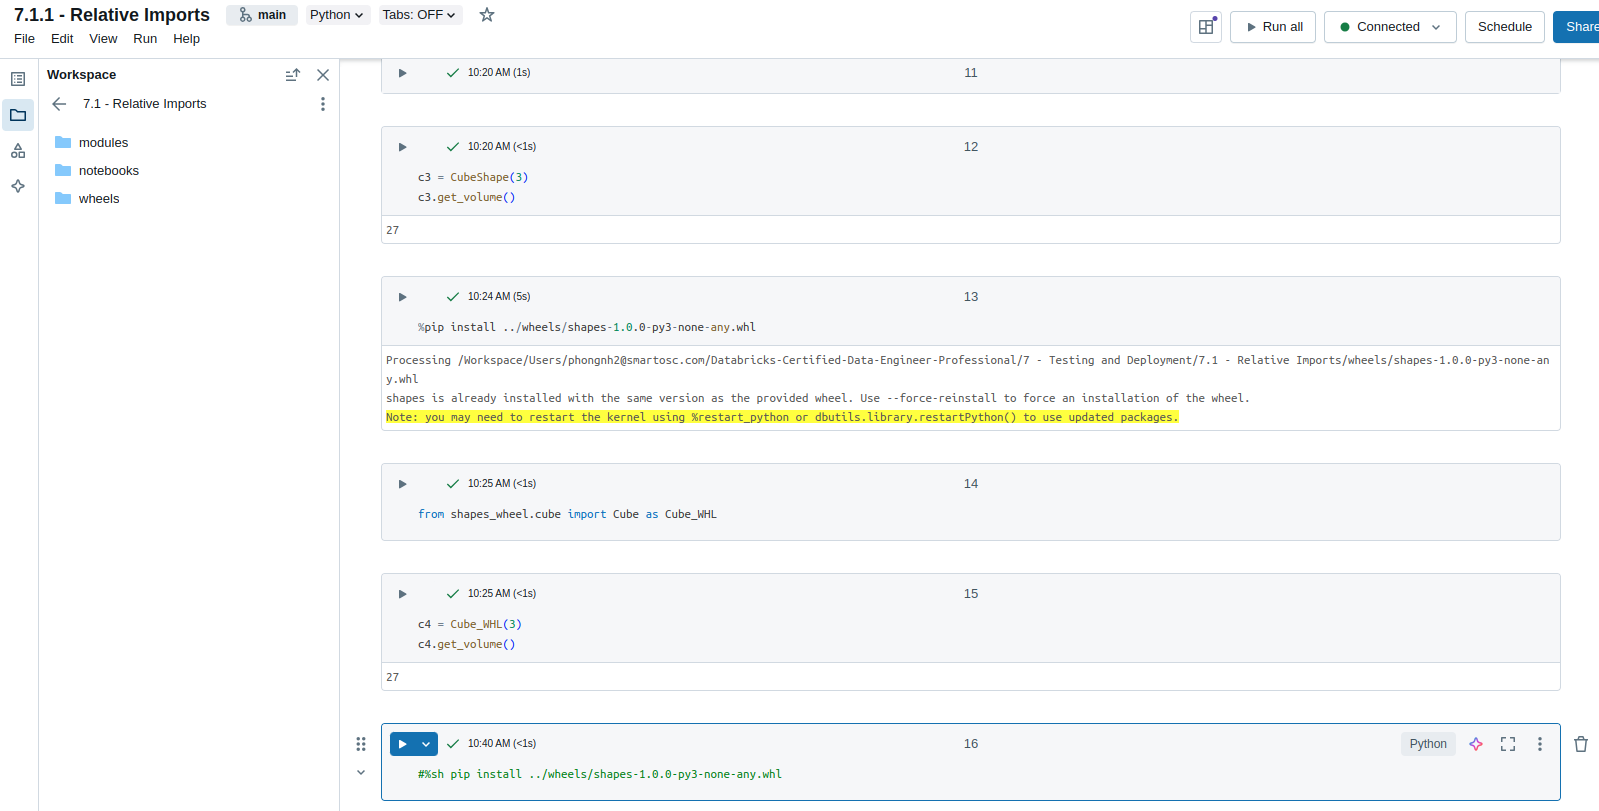 7.1.1 - Relative Imports
main
Python
Tabs: OFF
File Edit View Run Help
Run all
Connected
Schedule
Share
Workspace
7.1 - Relative Imports
modules
notebooks
wheels
10:20 AM (1s)
11
10:20 AM (<1s)
12
c3 = CubeShape(3)
c3.get_volume()
27
10:24 AM (5s)
13
%pip install ../wheels/shapes-1.0.0-py3-none-any.whl
Processing /Workspace/Users/phongnh2@smartosc.com/Databricks-Certified-Data-Engineer-Professional/7 - Testing and Deployment/7.1 - Relative Imports/wheels/shapes-1.0.0-py3-none-an
y.whl
shapes is already installed with the same version as the provided wheel. Use --force-reinstall to force an installation of the wheel.
Note: you may need to restart the kernel using %restart_python or dbutils.library.restartPython() to use updated packages.
10:25 AM (<1s)
14
from shapes_wheel.cube import Cube as Cube_WHL
10:25 AM (<1s)
15
c4 = Cube_WHL(3)
c4.get_volume()
27
10:40 AM (<1s)
16
Python
#%sh pip install ../wheels/shapes-1.0.0-py3-none-any.whl